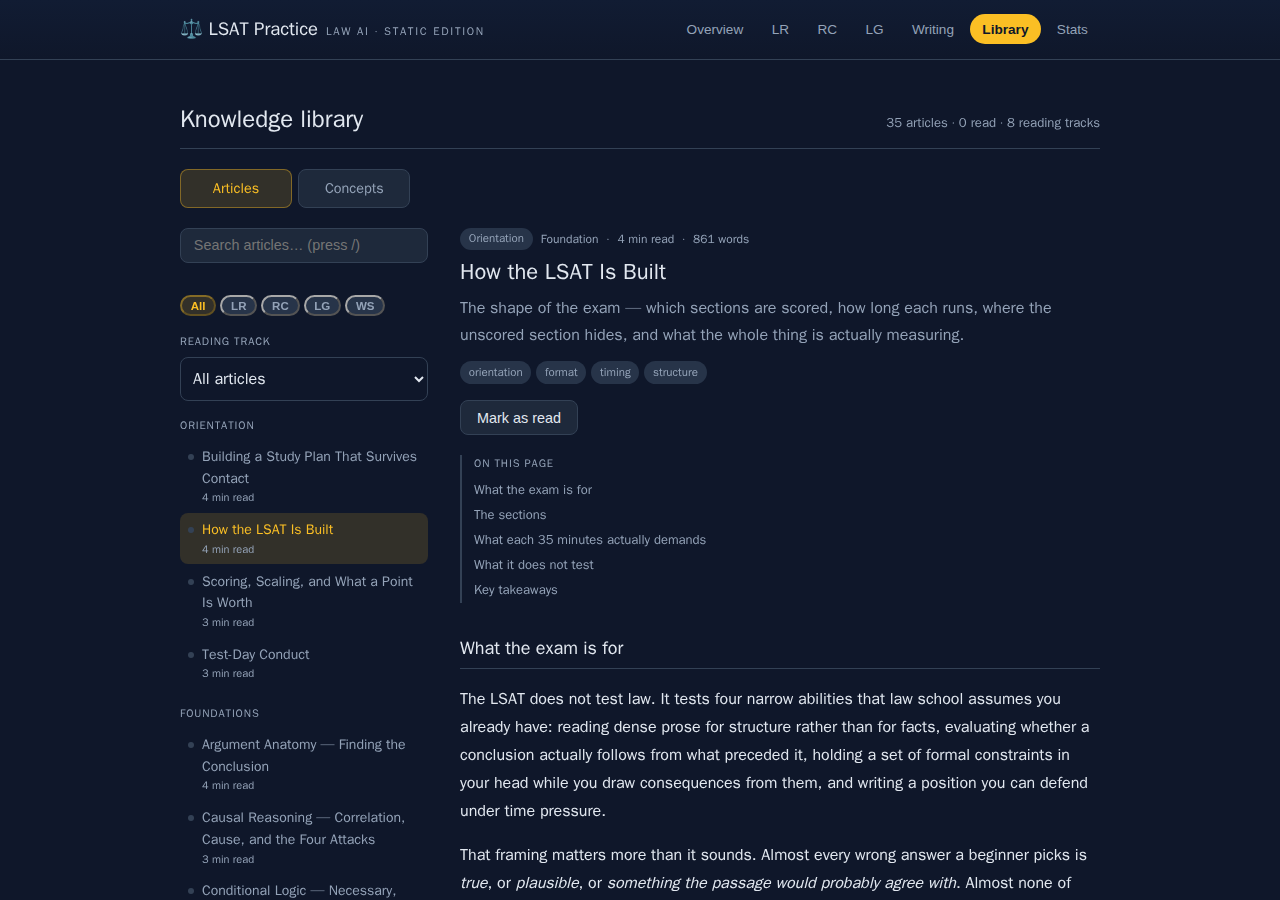 ⚖️ LSAT Practice LAW AI · STATIC EDITION
Overview LR RC LG Writing Library Stats
Knowledge library
35 articles · 0 read · 8 reading tracks
Articles Concepts
Search articles… (press /)
All LR RC LG WS
READING TRACK
All articles
ORIENTATION
Building a Study Plan That Survives
Contact
4 min read
How the LSAT Is Built
4 min read
Scoring, Scaling, and What a Point
Is Worth
3 min read
Test-Day Conduct
3 min read
FOUNDATIONS
Argument Anatomy — Finding the
Conclusion
4 min read
Causal Reasoning — Correlation,
Cause, and the Four Attacks
3 min read
Conditional Logic — Necessary,
Orientation Foundation · 4 min read · 861 words
How the LSAT Is Built
The shape of the exam — which sections are scored, how long each runs, where the
unscored section hides, and what the whole thing is actually measuring.
orientation format timing structure
Mark as read
ON THIS PAGE
What the exam is for
The sections
What each 35 minutes actually demands
What it does not test
Key takeaways
What the exam is for
The LSAT does not test law. It tests four narrow abilities that law school assumes you
already have: reading dense prose for structure rather than for facts, evaluating whether a
conclusion actually follows from what preceded it, holding a set of formal constraints in
your head while you draw consequences from them, and writing a position you can defend
under time pressure.
That framing matters more than it sounds. Almost every wrong answer a beginner picks is
true, or plausible, or something the passage would probably agree with. Almost none of